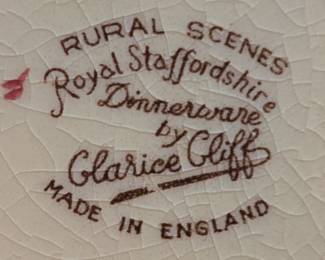 RURAL SCENES
Royal Staffordshire
Dinnerware
by
Clarice Cliff
MADE IN ENGLAND